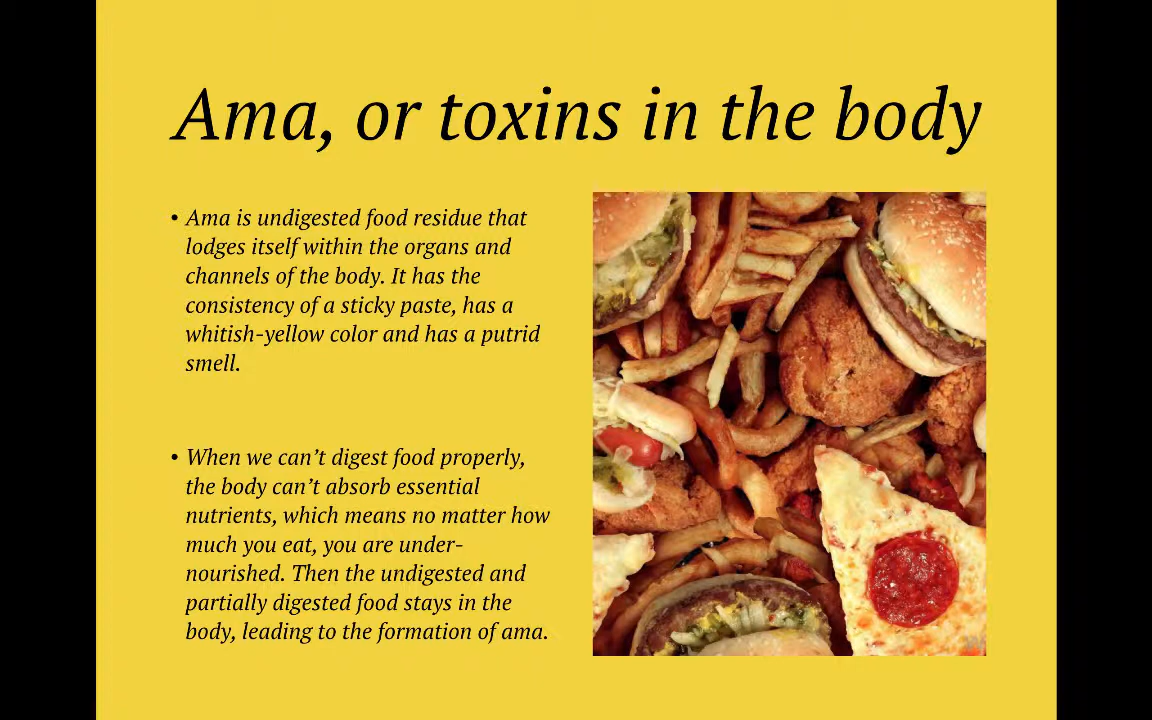 Ama, or toxins in the body
• Ama is undigested food residue that
lodges itself within the organs and
channels of the body. It has the
consistency of a sticky paste, has a
whitish-yellow color and has a putrid
smell.
• When we can’t digest food properly,
the body can’t absorb essential
nutrients, which means no matter how
much you eat, you are under-
nourished. Then the undigested and
partially digested food stays in the
body, leading to the formation of ama.